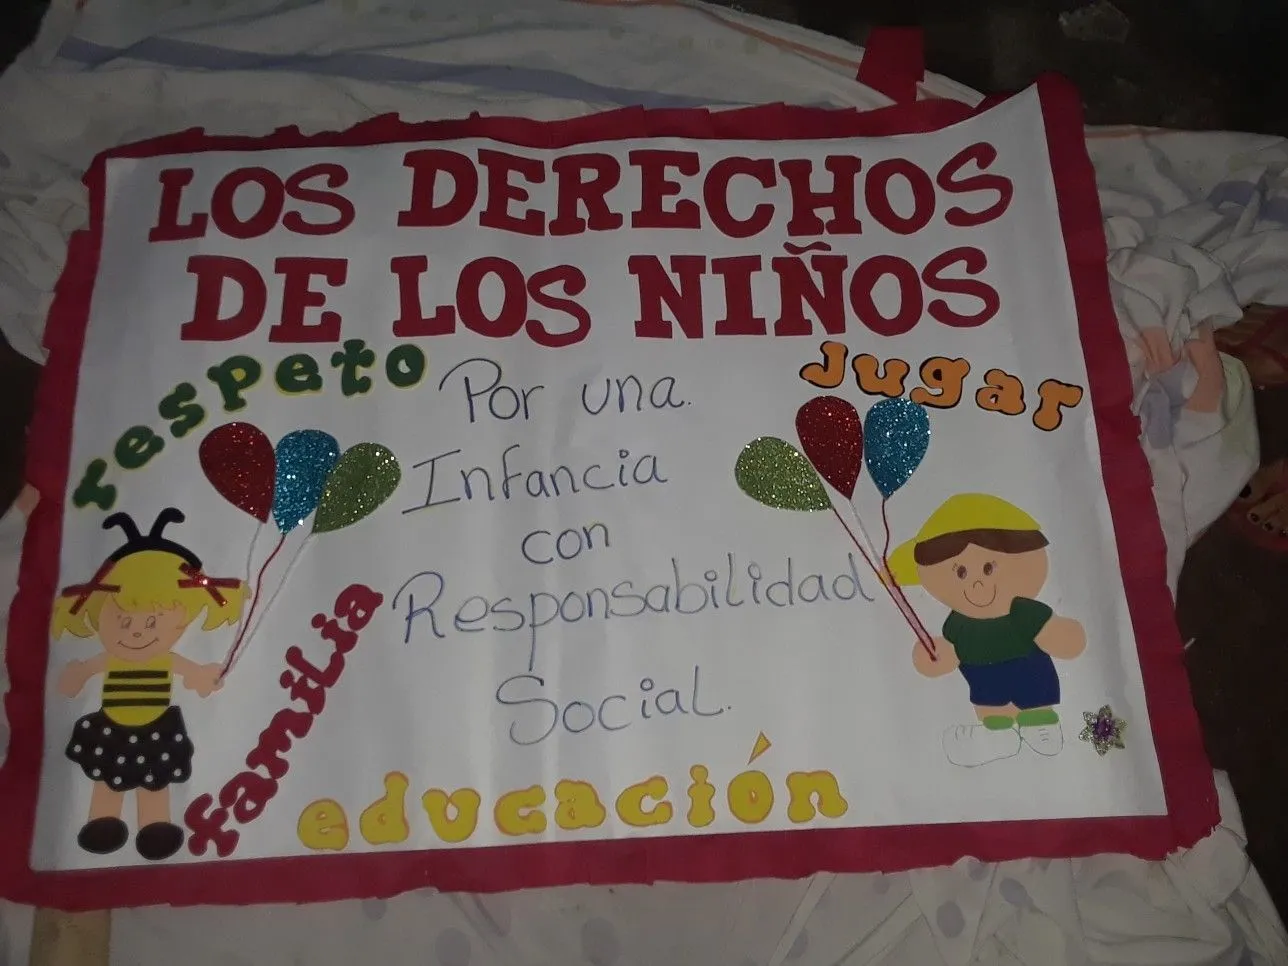 LOS DERECHOS
DE LOS NIÑOS
respeto
Jugar
Por una.
Infancia
con
Responsabilidad
Social.
familia
educación